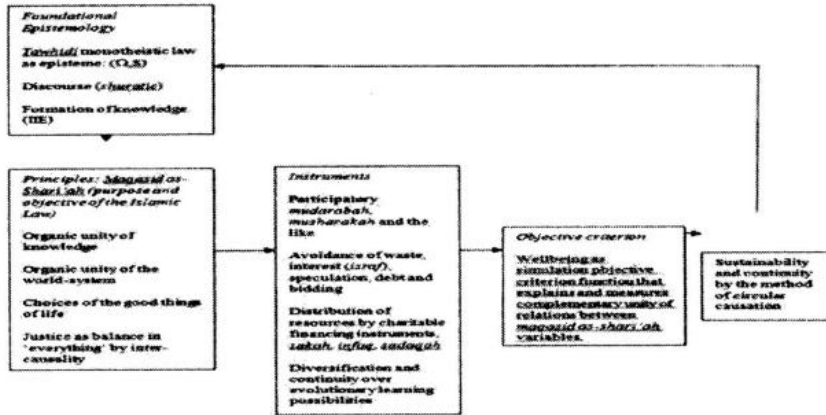 Foundational
Epistemology
Tawhidi monotheistic law
as episteme: (Ω,S)
Discourse (shuratic)
Formation of knowledge.
(IIE)
Principles: Maqasid as-
Shari'ah (purpose and
objective of the Islamic
Law)
Organic unity of
knowledge
Organic unity of the
world-system
Choices of the good things
of life
Justice as balance in
'everything' by inter-
causality
Instruments
Participatory
mudarabah,
musharakah and the
like
Avoidance of waste,
interest (israf),
speculation, debt and
bidding
Distribution of
resources by charitable
financing instruments,
zakah, infaq, sadaqah
Diversification and
continuity over
evolutionary learning
possibilities
Objective criterion
Wellbeing as
simulation objective
criterion function that
explains and measures
complementary unity of
relations between
maqasid as-shari'ah
variables.
Sustainability
and continuity
by the method
of circular
causation